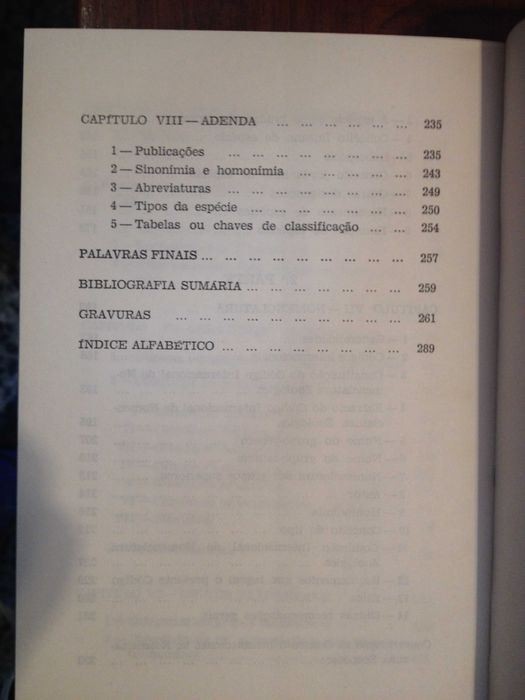 CAPÍTULO VIII — ADENDA ... ... ... ... ... ... 235
1 — Publicações ... ... ... ... ... ... ... 235
2 — Sinonímia e homonímia ... ... ... ... ... 243
3 — Abreviaturas ... ... ... ... ... ... ... 249
4 — Tipos da espécie ... ... ... ... ... ... 250
5 — Tabelas ou chaves de classificação ... ... 254
PALAVRAS FINAIS ... ... ... ... ... ... ... ... 257
BIBLIOGRAFIA SUMÁRIA ... ... ... ... ... ... ... 259
GRAVURAS ... ... ... ... ... ... ... ... ... 261
ÍNDICE ALFABÉTICO ... ... ... ... ... ... ... ... 289